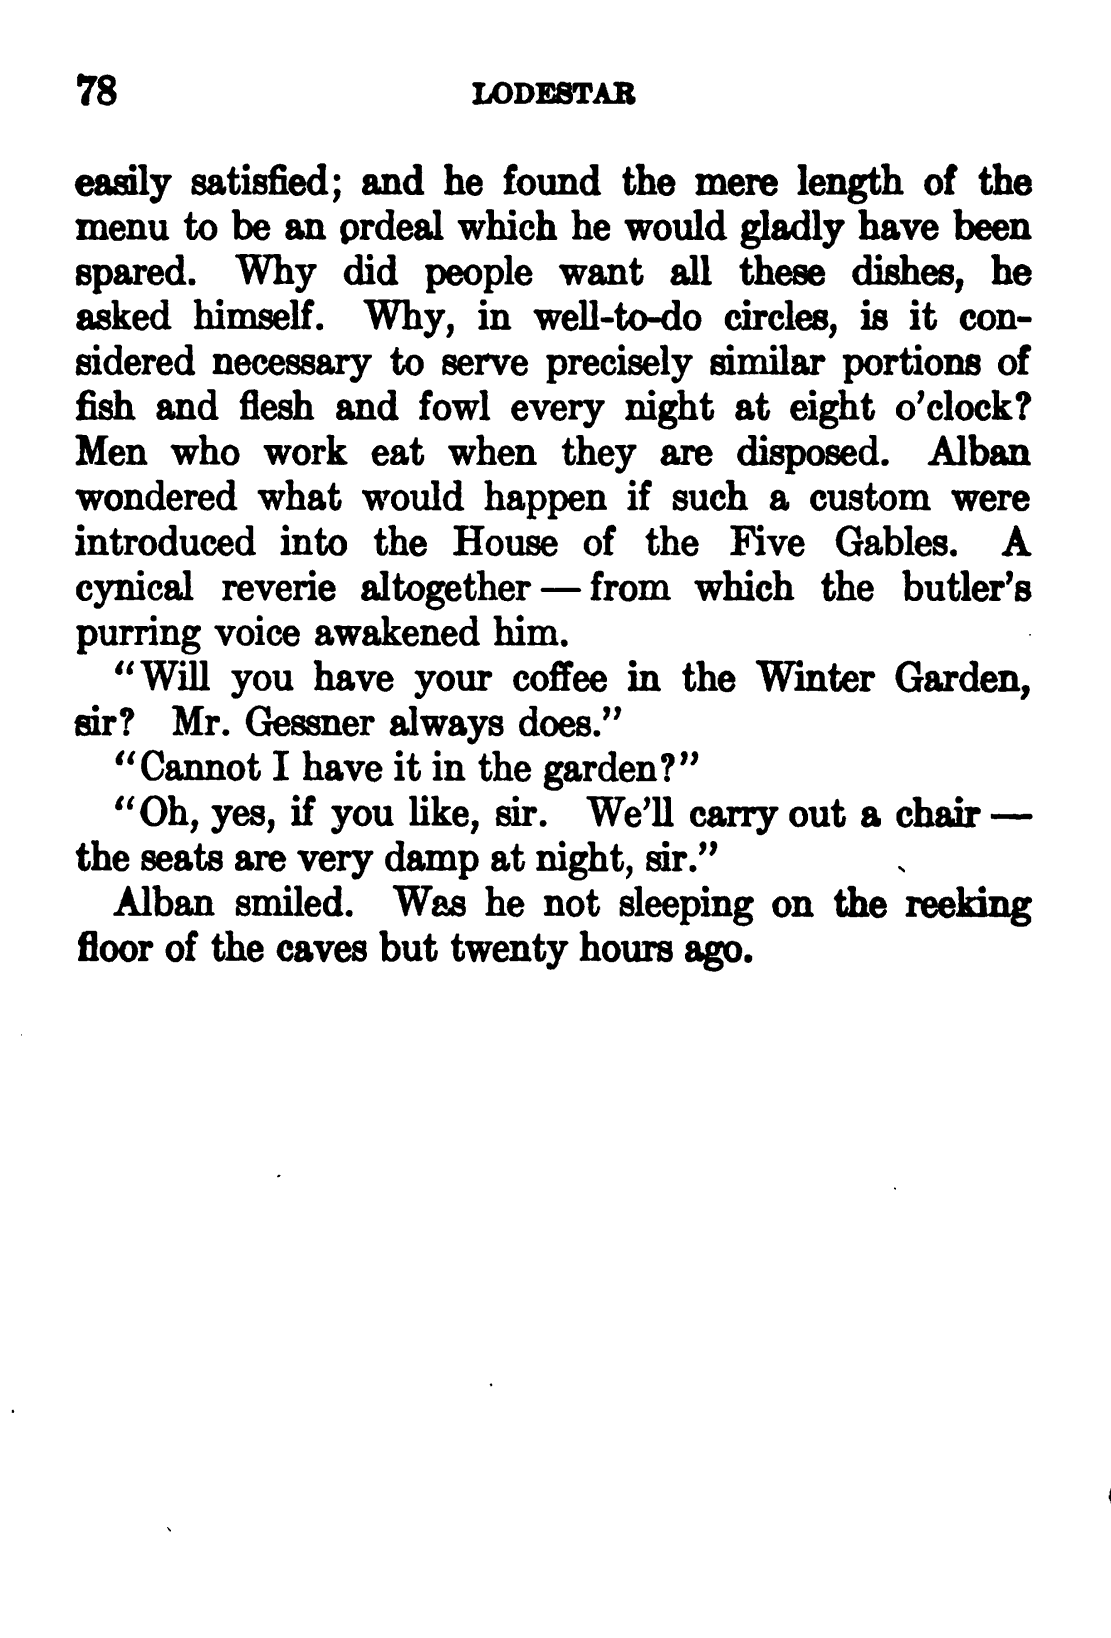 78 LODESTAR
easily satisfied; and he found the mere length of the
menu to be an ordeal which he would gladly have been
spared. Why did people want all these dishes, he
asked himself. Why, in well-to-do circles, is it con-
sidered necessary to serve precisely similar portions of
fish and flesh and fowl every night at eight o'clock?
Men who work eat when they are disposed. Alban
wondered what would happen if such a custom were
introduced into the House of the Five Gables. A
cynical reverie altogether — from which the butler's
purring voice awakened him.
"Will you have your coffee in the Winter Garden,
sir? Mr. Gessner always does."
"Cannot I have it in the garden?"
"Oh, yes, if you like, sir. We'll carry out a chair —
the seats are very damp at night, sir."
Alban smiled. Was he not sleeping on the reeking
floor of the caves but twenty hours ago.